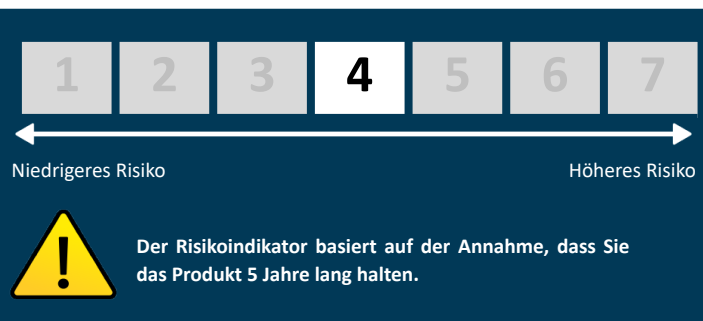 1 2 3 4 5 6 7
Niedrigeres Risiko Höheres Risiko
Der Risikoindikator basiert auf der Annahme, dass Sie
das Produkt 5 Jahre lang halten.